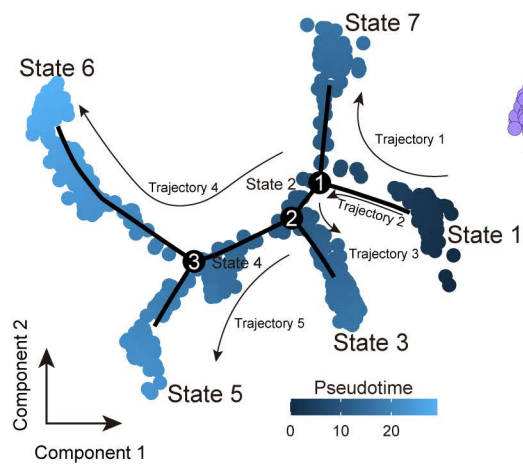 State 7
State 6
Trajectory 1
Trajectory 4
State 2
1
Trajectory 2
2
State 1
Trajectory 3
3
State 4
Trajectory 5
State 3
State 5
Component 2
Component 1
Pseudotime
0 10 20